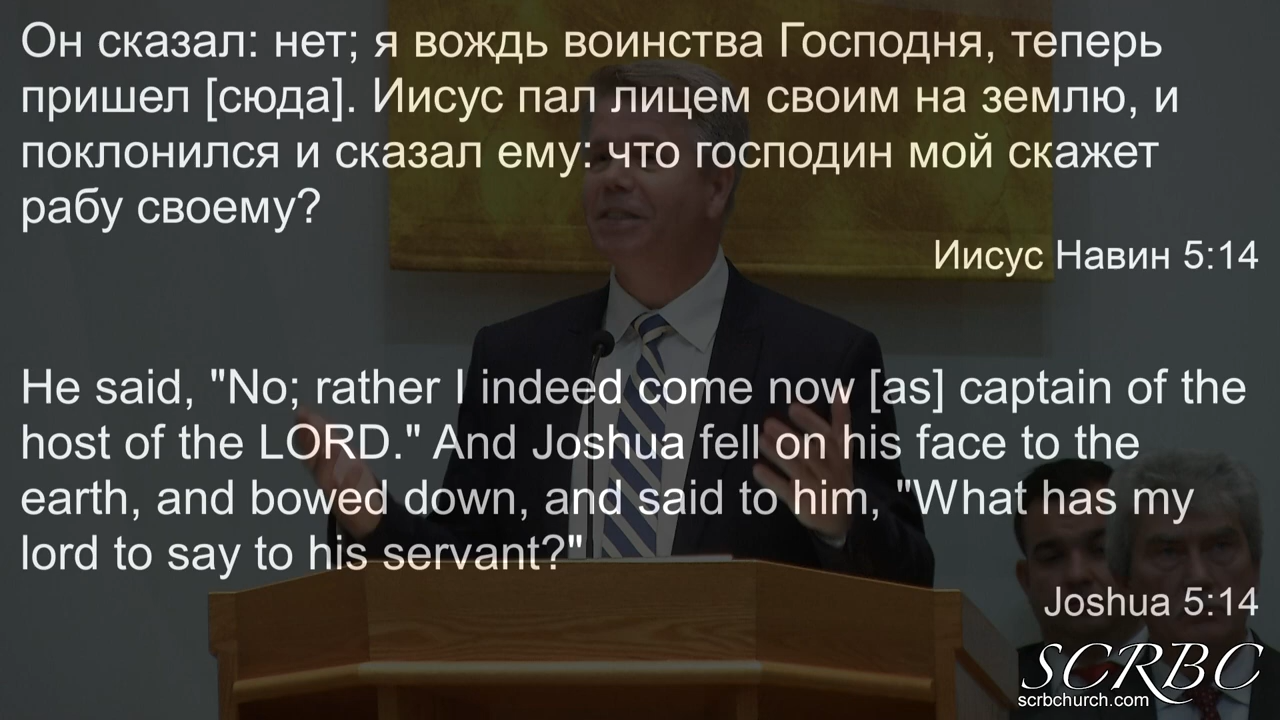 Он сказал: нет; я вождь воинства Господня, теперь
пришел [сюда]. Иисус пал лицем своим на землю, и
поклонился и сказал ему: что господин мой скажет
рабу своему?
Иисус Навин 5:14
He said, "No; rather I indeed come now [as] captain of the
host of the LORD." And Joshua fell on his face to the
earth, and bowed down, and said to him, "What has my
lord to say to his servant?"
Joshua 5:14
SCRBC
scrbchurch.com